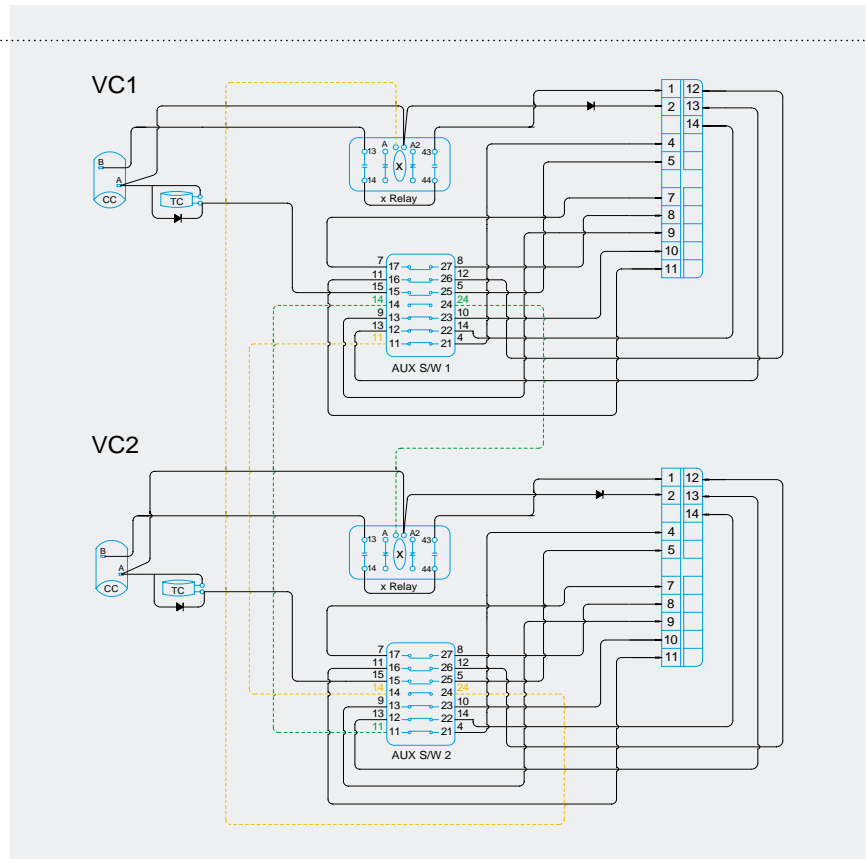 VC1
1 12
2 13
14
4
5
7
8
9
10
11
B
A
CC
TC
13 A A2 43
X
14 44
x Relay
7 17 27 8
11 16 26 12
15 15 25 5
14 14 24 24
9 13 23 10
13 12 22 14
11 11 21 4
AUX S/W 1
VC2
1 12
2 13
14
4
5
7
8
9
10
11
B
A
CC
TC
13 A A2 43
X
14 44
x Relay
7 17 27 8
11 16 26 12
15 15 25 5
14 14 24 24
9 13 23 10
13 12 22 14
11 11 21 4
AUX S/W 2